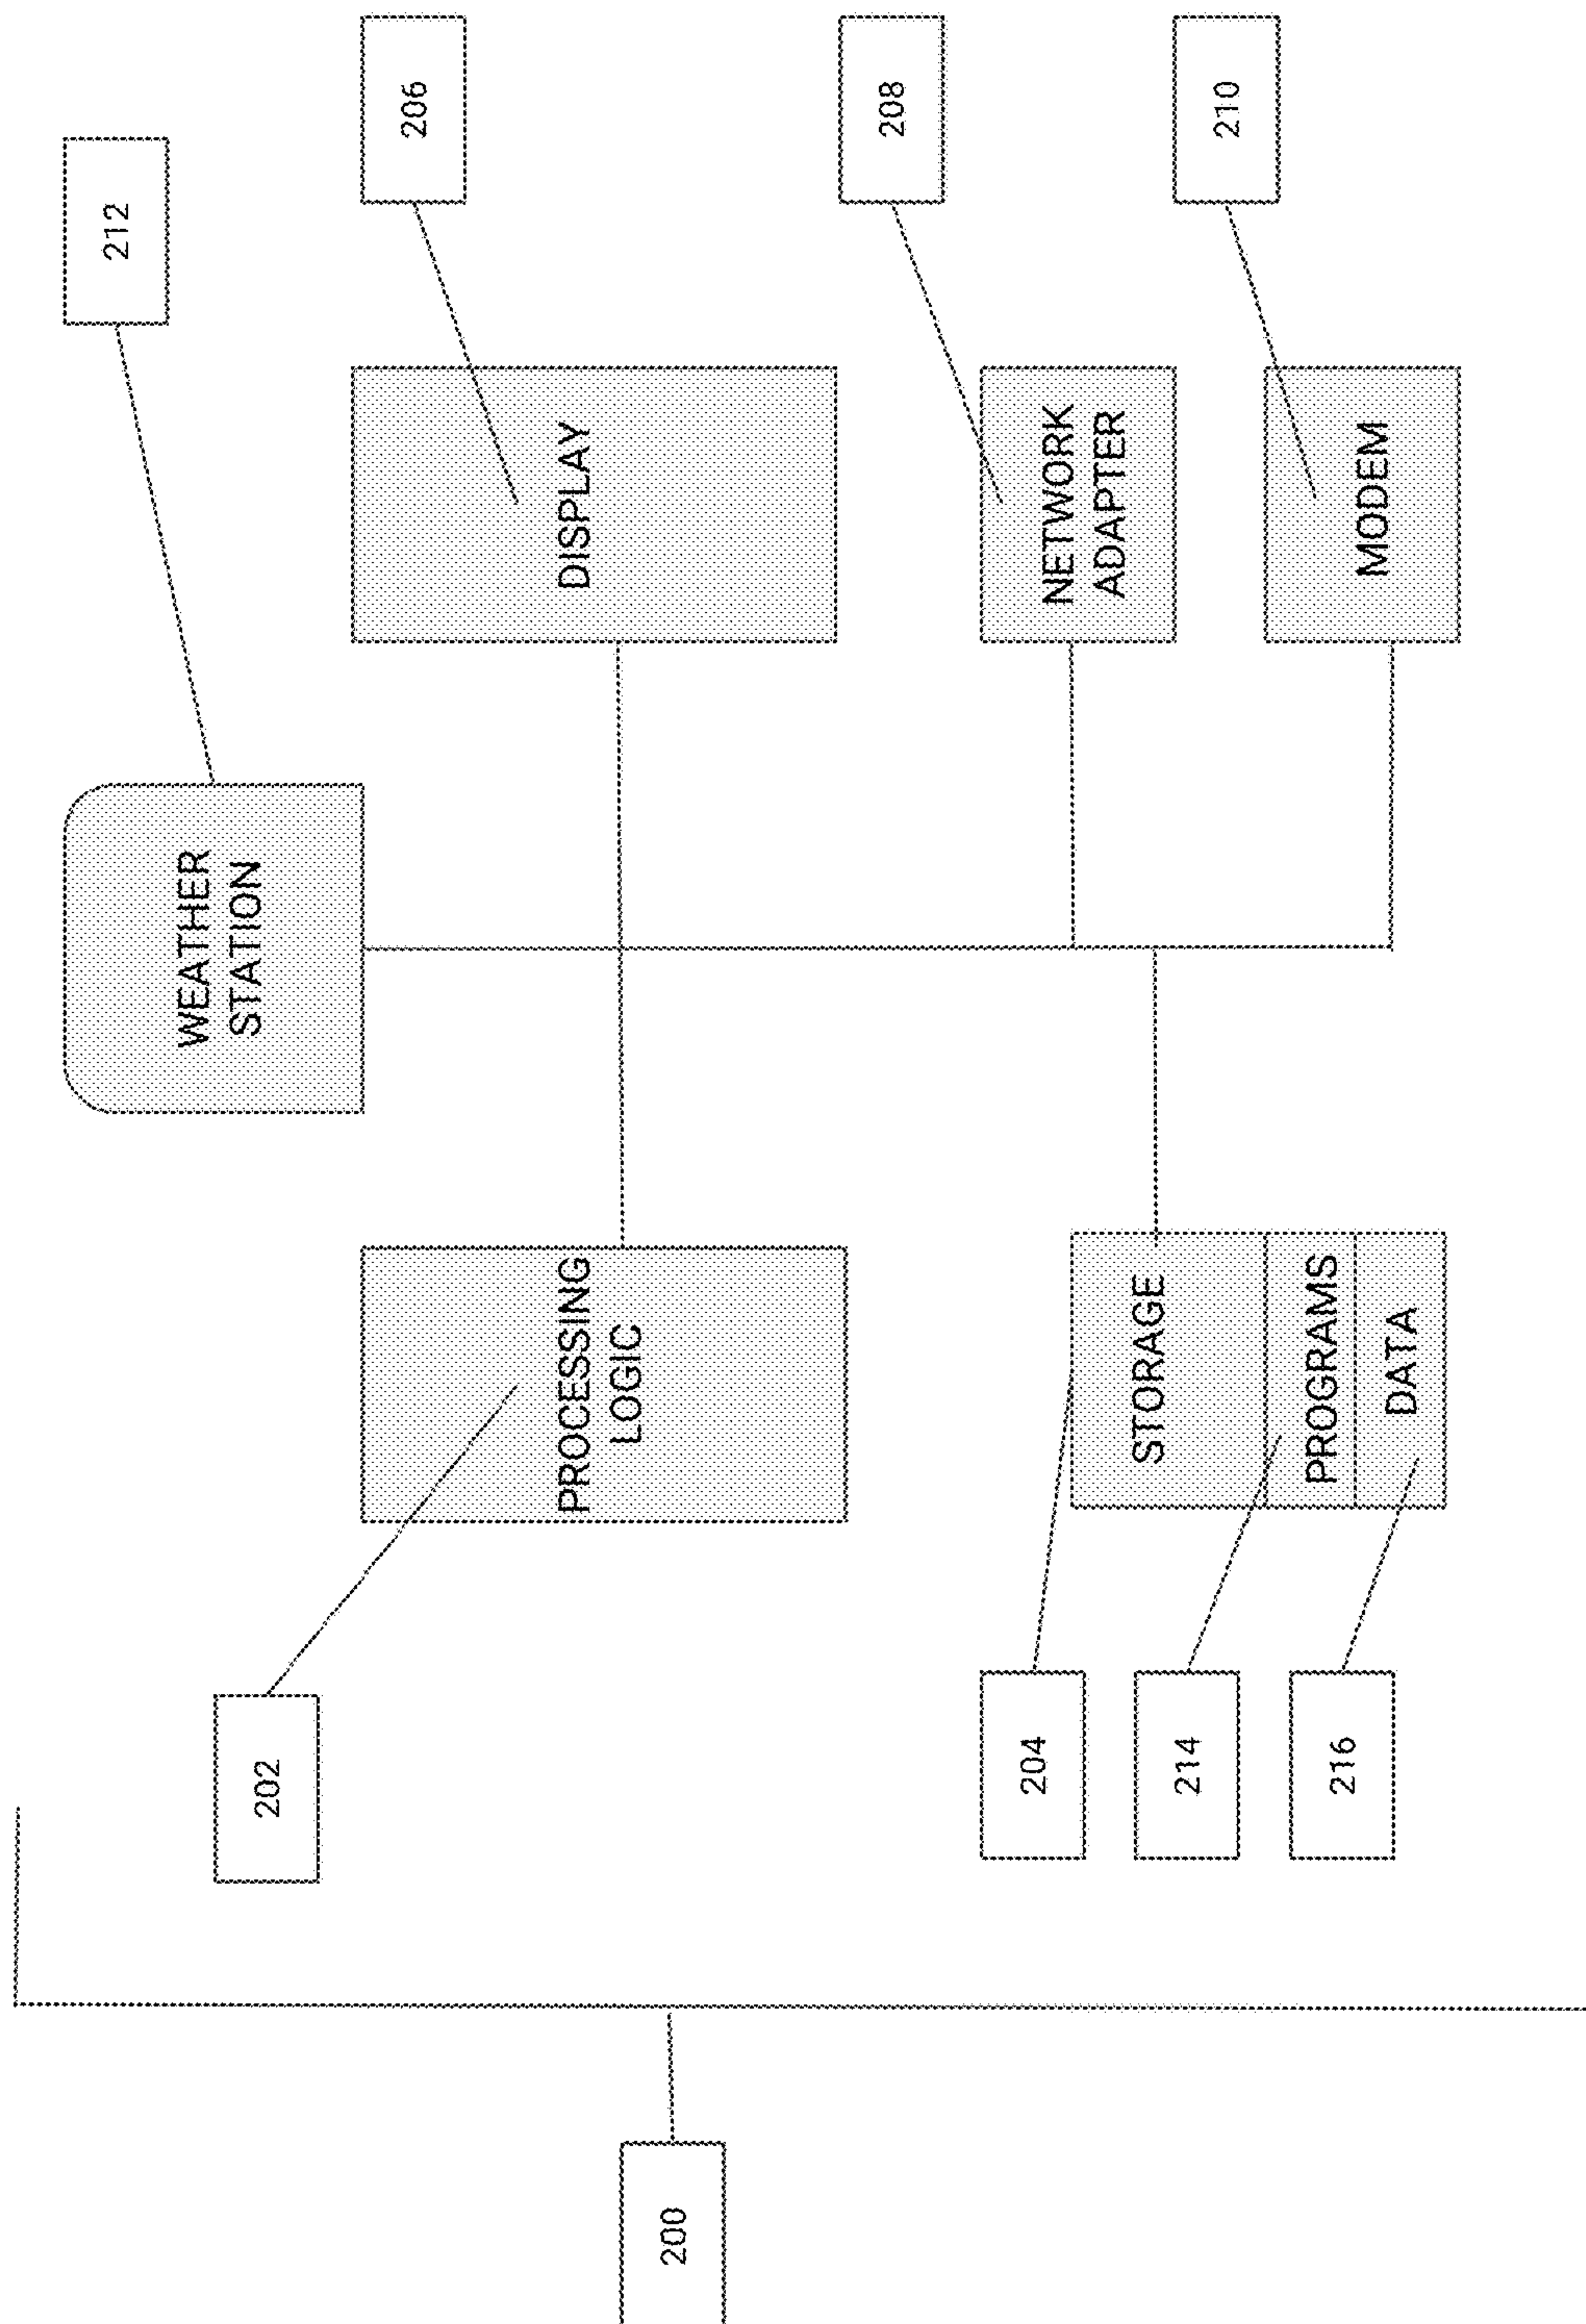 212
WEATHER
STATION
202
206
PROCESSING
LOGIC
DISPLAY
200
208
204
NETWORK
ADAPTER
STORAGE
214
210
PROGRAMS
216
MODEM
DATA